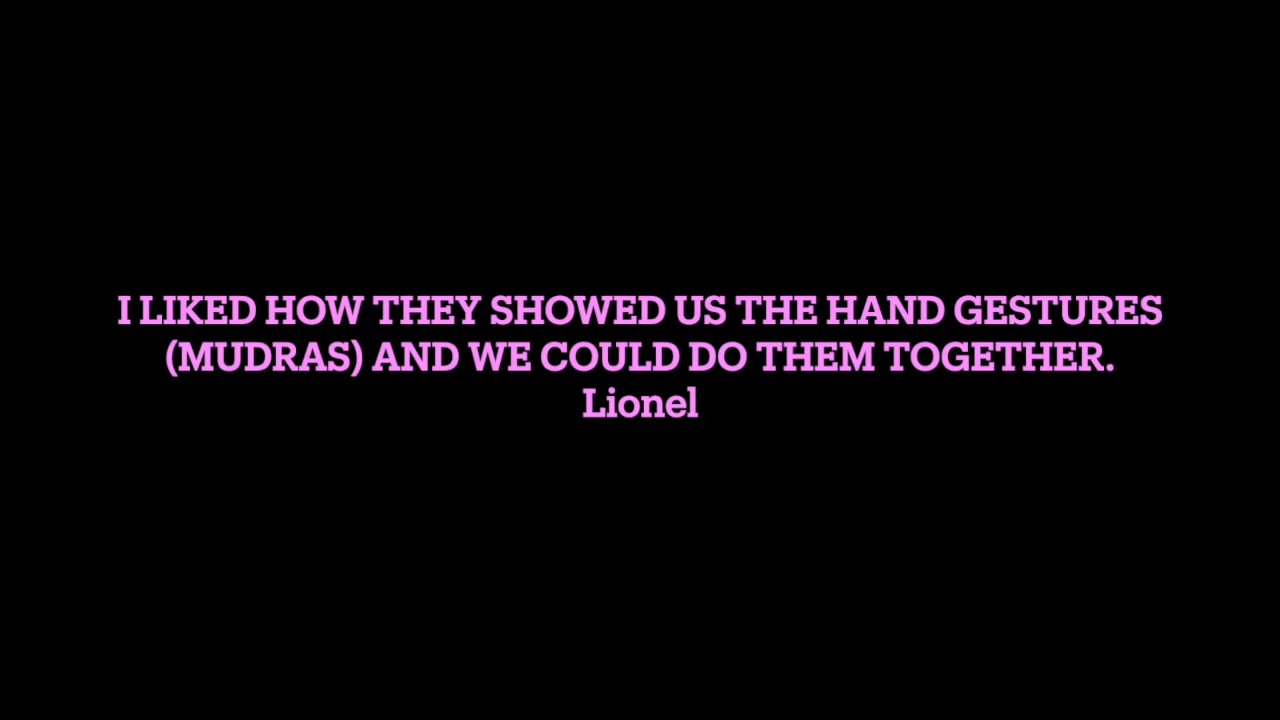 I LIKED HOW THEY SHOWED US THE HAND GESTURES
(MUDRAS) AND WE COULD DO THEM TOGETHER.
Lionel